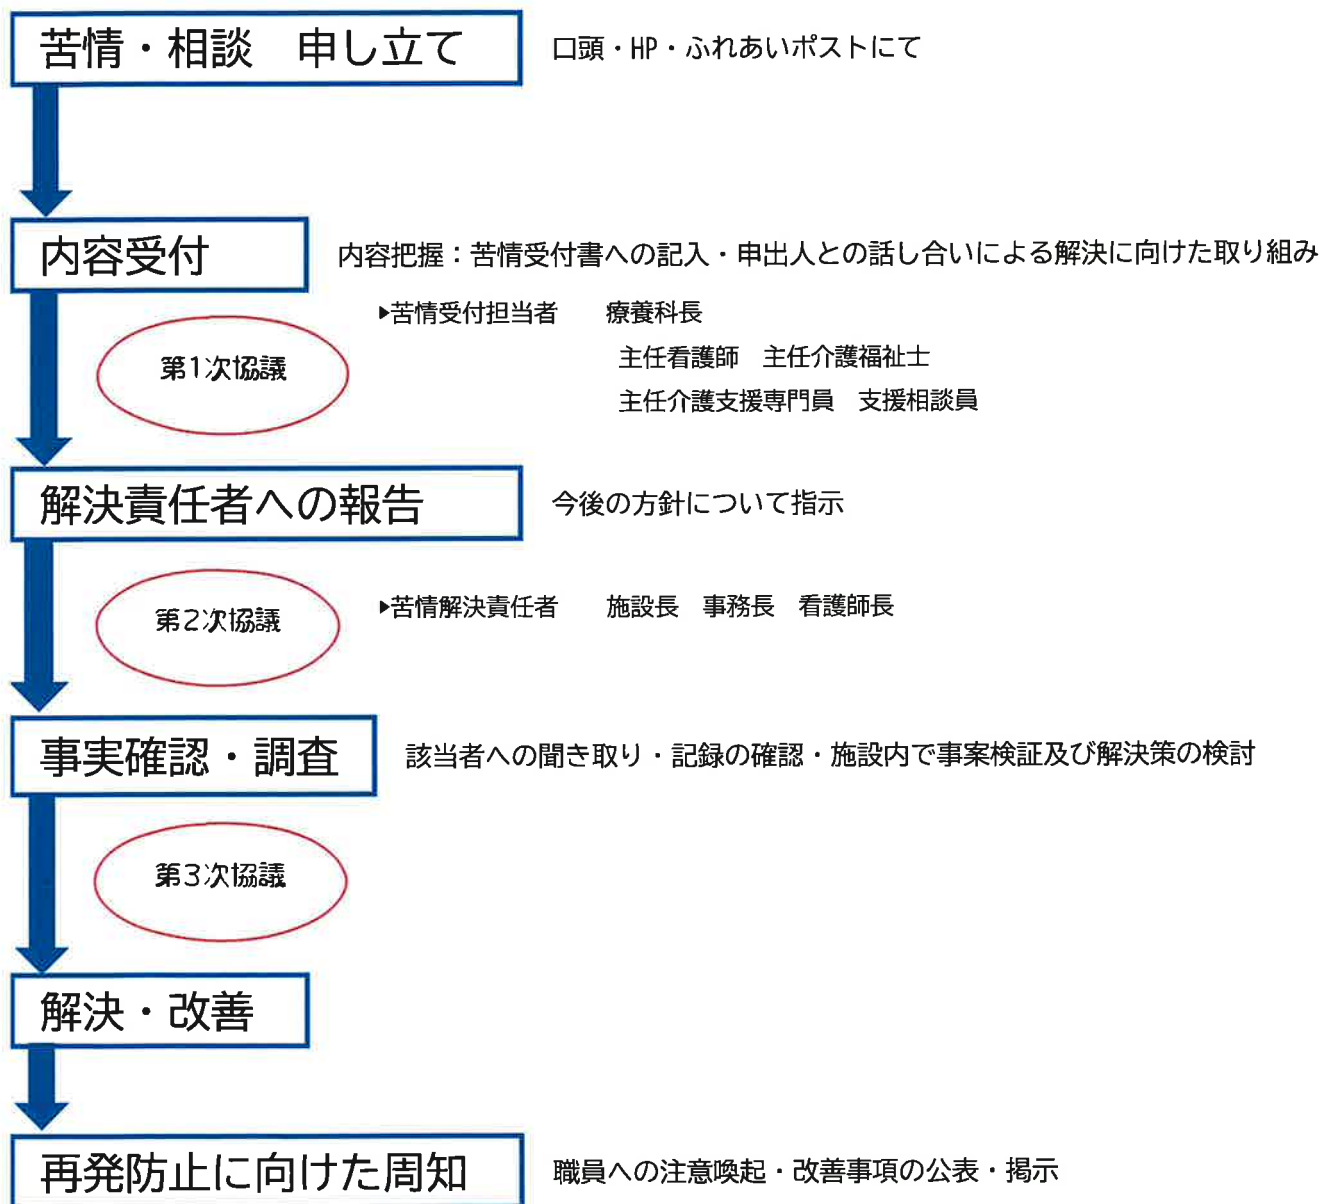 苦情・相談　申し立て　口頭・HP・ふれあいポストにて
内容受付　内容把握：苦情受付書への記入・申出人との話し合いによる解決に向けた取り組み
▶苦情受付担当者　療養科長
第1次協議　主任看護師　主任介護福祉士
主任介護支援専門員　支援相談員
解決責任者への報告　今後の方針について指示
第2次協議　▶苦情解決責任者　施設長　事務長　看護師長
事実確認・調査　該当者への聞き取り・記録の確認・施設内で事案検証及び解決策の検討
第3次協議
解決・改善
再発防止に向けた周知　職員への注意喚起・改善事項の公表・掲示